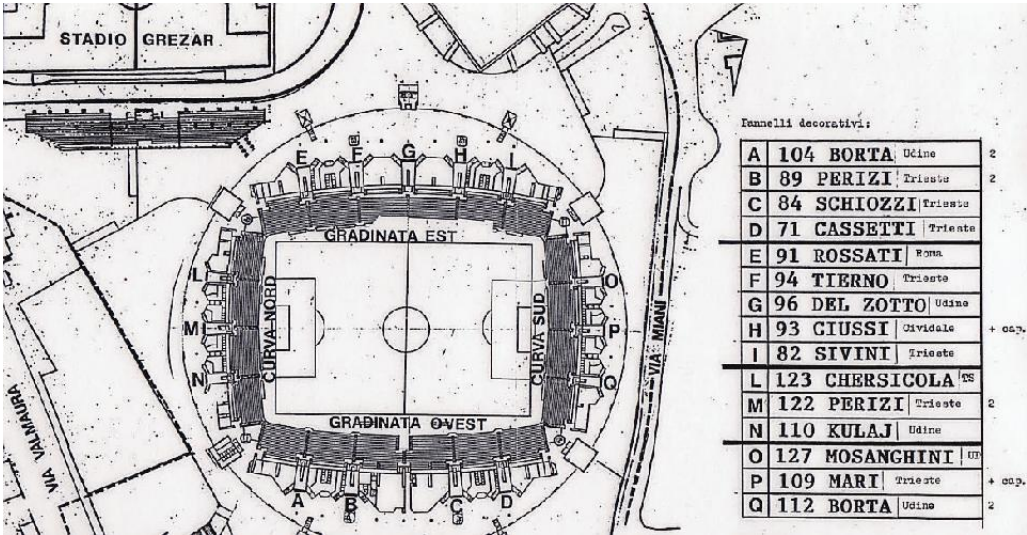 STADIO GREZAR
E F G H I
GRADINATA EST
L
M
N
CURVA NORD
CURVA SUD
O
P
Q
GRADINATA OVEST
A B C D
VIA VALMAURA
VIA MIANI
Pannelli decorativi:
A 104 BORTA Udine 2
B 89 PERIZI Trieste 2
C 84 SCHIOZZI Trieste
D 71 CASSETTI Trieste
E 91 ROSSATI Roma
F 94 TIERNO Trieste
G 96 DEL ZOTTO Udine
H 93 CIUSSI Cividale + cap.
I 82 SIVINI Trieste
L 123 CHERSICOLA TS
M 122 PERIZI Trieste 2
N 110 KULAJ Udine
O 127 MOSANGHINI UD
P 109 MARI Trieste + cap.
Q 112 BORTA Udine 2